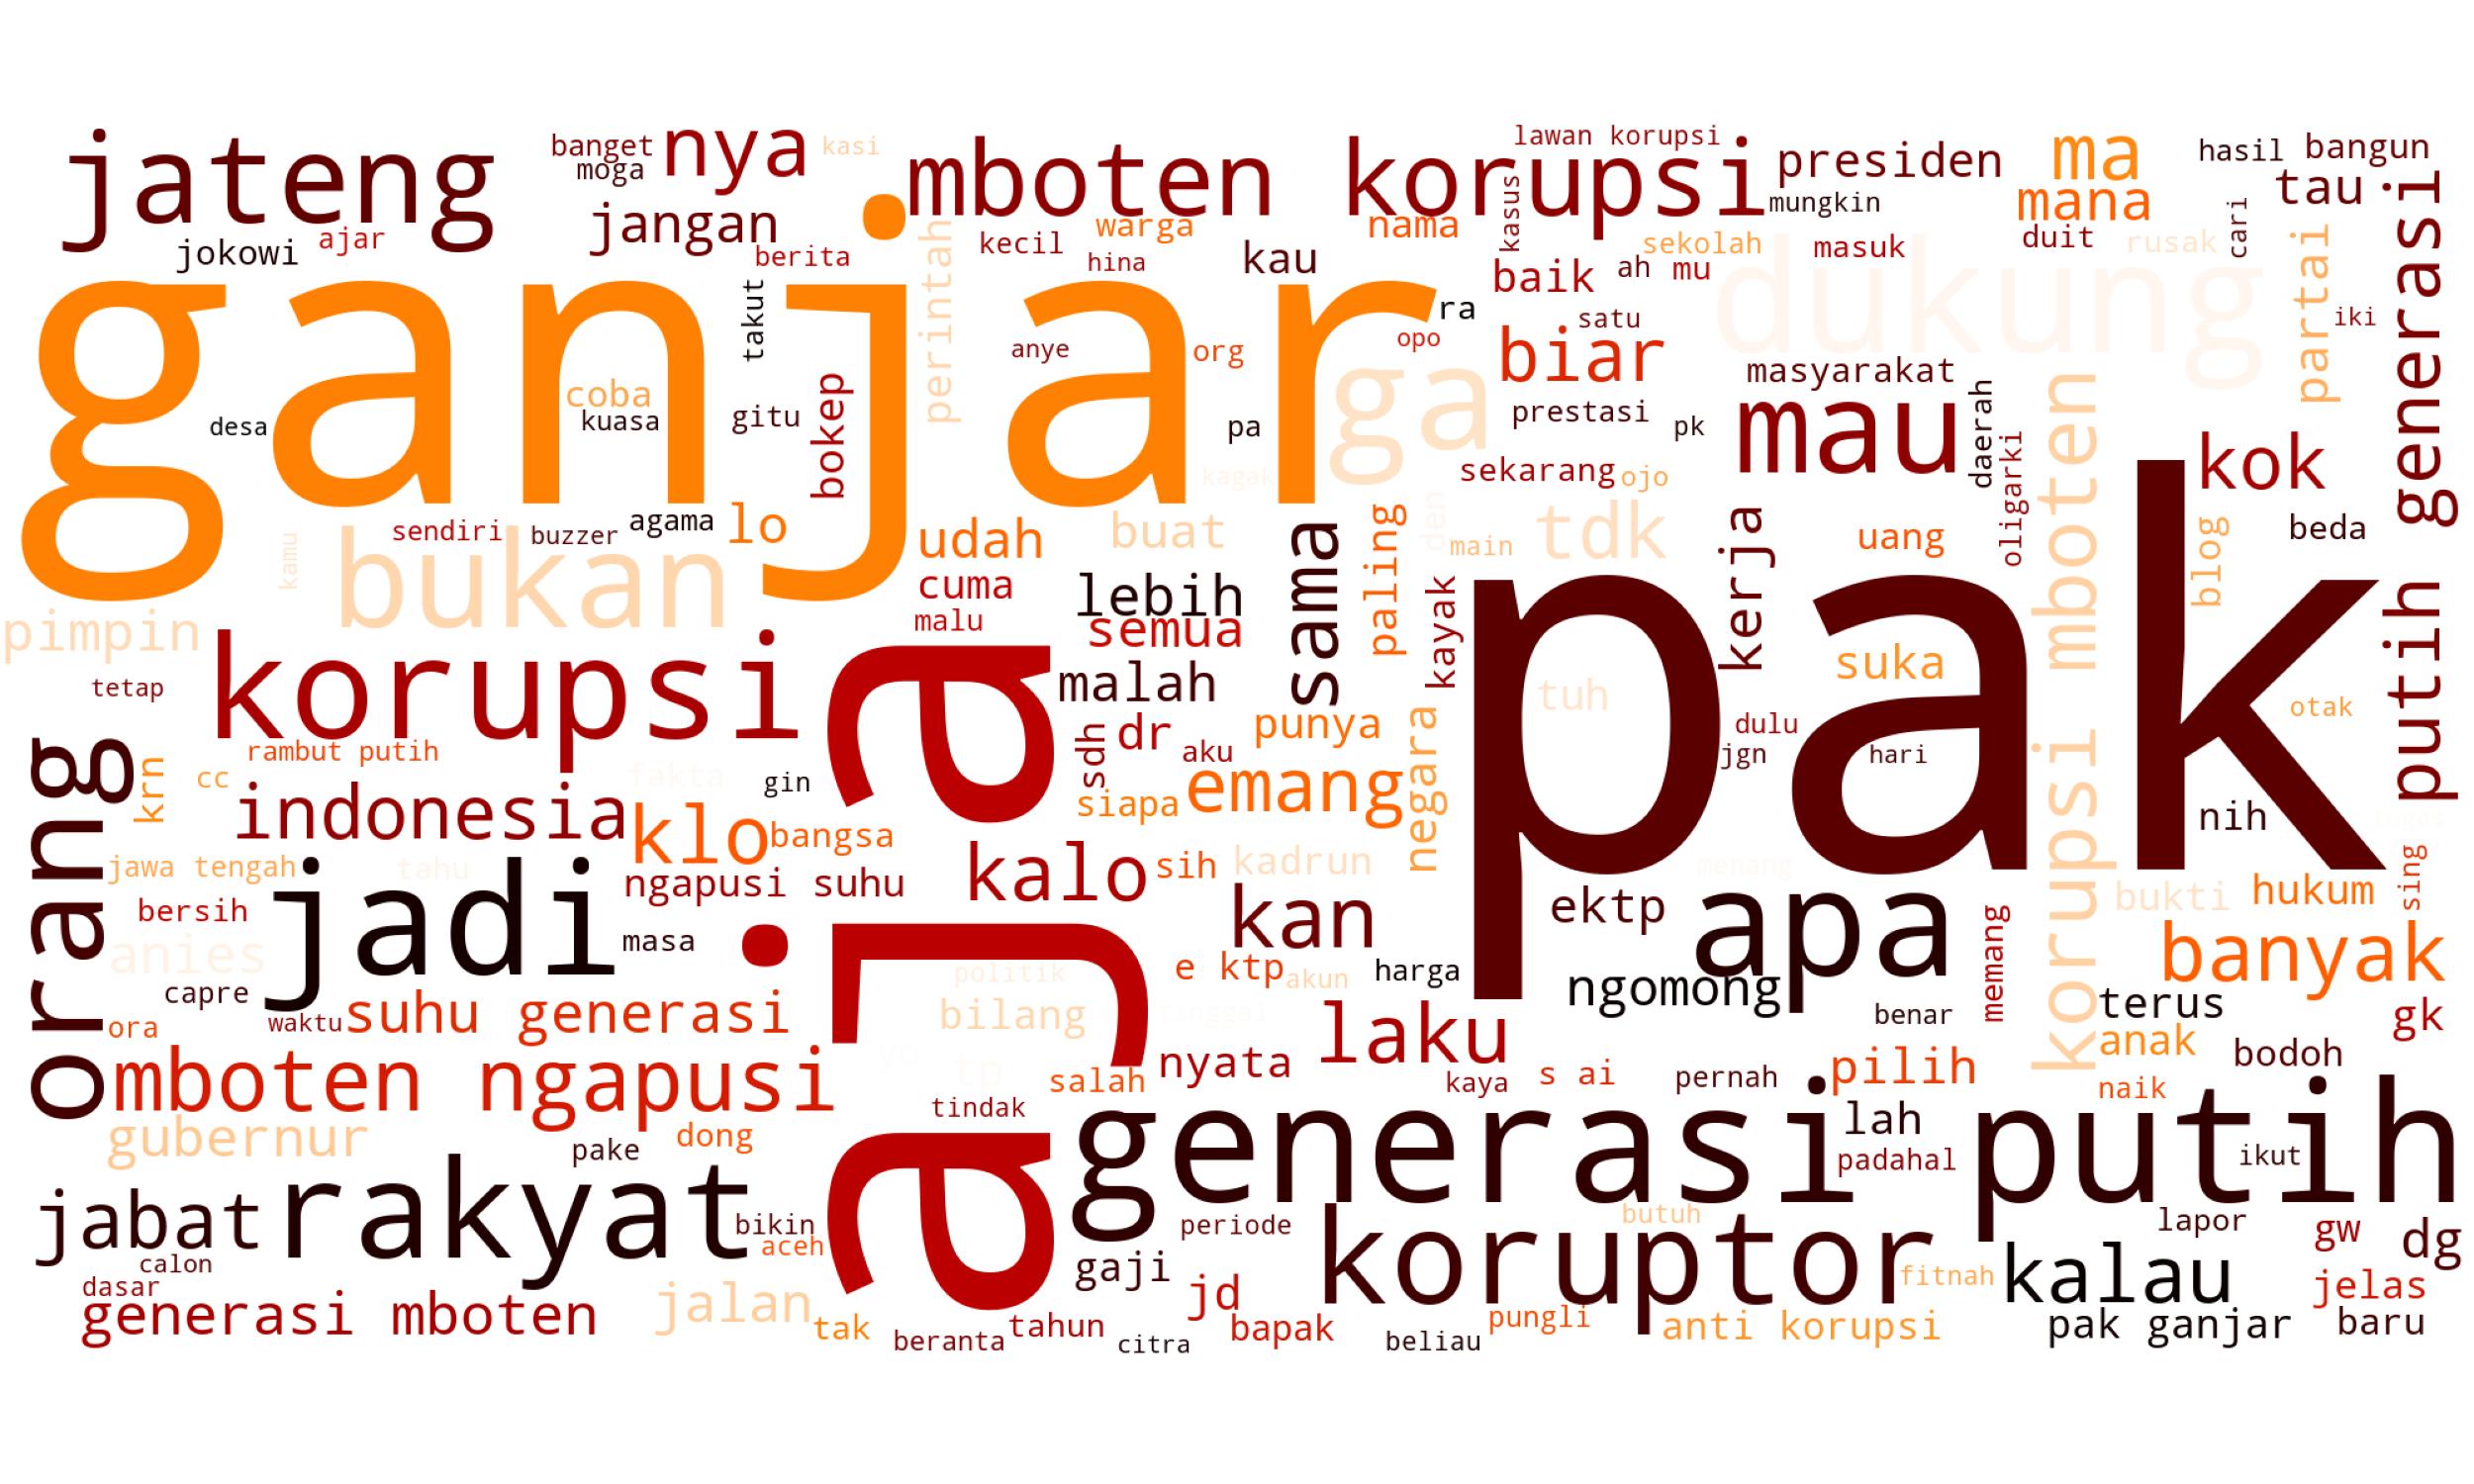 jateng
banget
moga
nya
kasi
mboten korupsi
lawan korupsi
presiden
ma
mana
hasil
bangun
tau
jokowi
ajar
jangan
berita
perintah
kecil
warga
hina
kau
nama
kasus
mungkin
sekolah
masuk
duit
rusak
cari
partai
putih generasi
ganjar
takut
anye
org
opo
ra
baik
ah
mu
satu
biar
dukung
iki
desa
coba
kuasa
gitu
bokep
pa
ga
kagak
prestasi
pk
masyarakat
mau
daerah
oligarki
korupsi mboten
kok
sekarang
ojo
kamu
bukan
sendiri
buzzer
agama
lo
udah
buat
sama
paling
den
main
tdk
kerja
uang
blog
beda
pimpin
cuma
malu
lebih
semua
kayak
pak
suka
tetap
korupsi
aja
malah
tuh
otak
orang
krn
rambut putih
cc
fakta
gin
sdh
dr
aku
punya
negara
dulu
jgn
hari
indonesia
klo
bangsa
siapa
emang
nih
jawa tengah
tahu
jadi
ngapusi suhu
kalo
sih
kadrun
menang
bukti
hukum
sing
bersih
anies
masa
kan
ektp
apa
memang
banyak
capre
politik
e ktp
akun
harga
ngomong
ora
waktu
suhu generasi
bilang
laku
benar
terus
gk
mboten ngapusi
tp
salah
nyata
kaya
s ai
pernah
pilih
anak
bodoh
naik
gubernur
pake
dong
tindak
generasi putih
lah
padahal
ikut
jabat
rakyat
bikin
aceh
gaji
periode
koruptor
butuh
lapor
gw
dg
calon
dasar
generasi mboten
jalan
tak
beranta
tahun
citra
jd
bapak
beliau
pungli
fitnah
anti korupsi
kalau
jelas
pak ganjar
baru